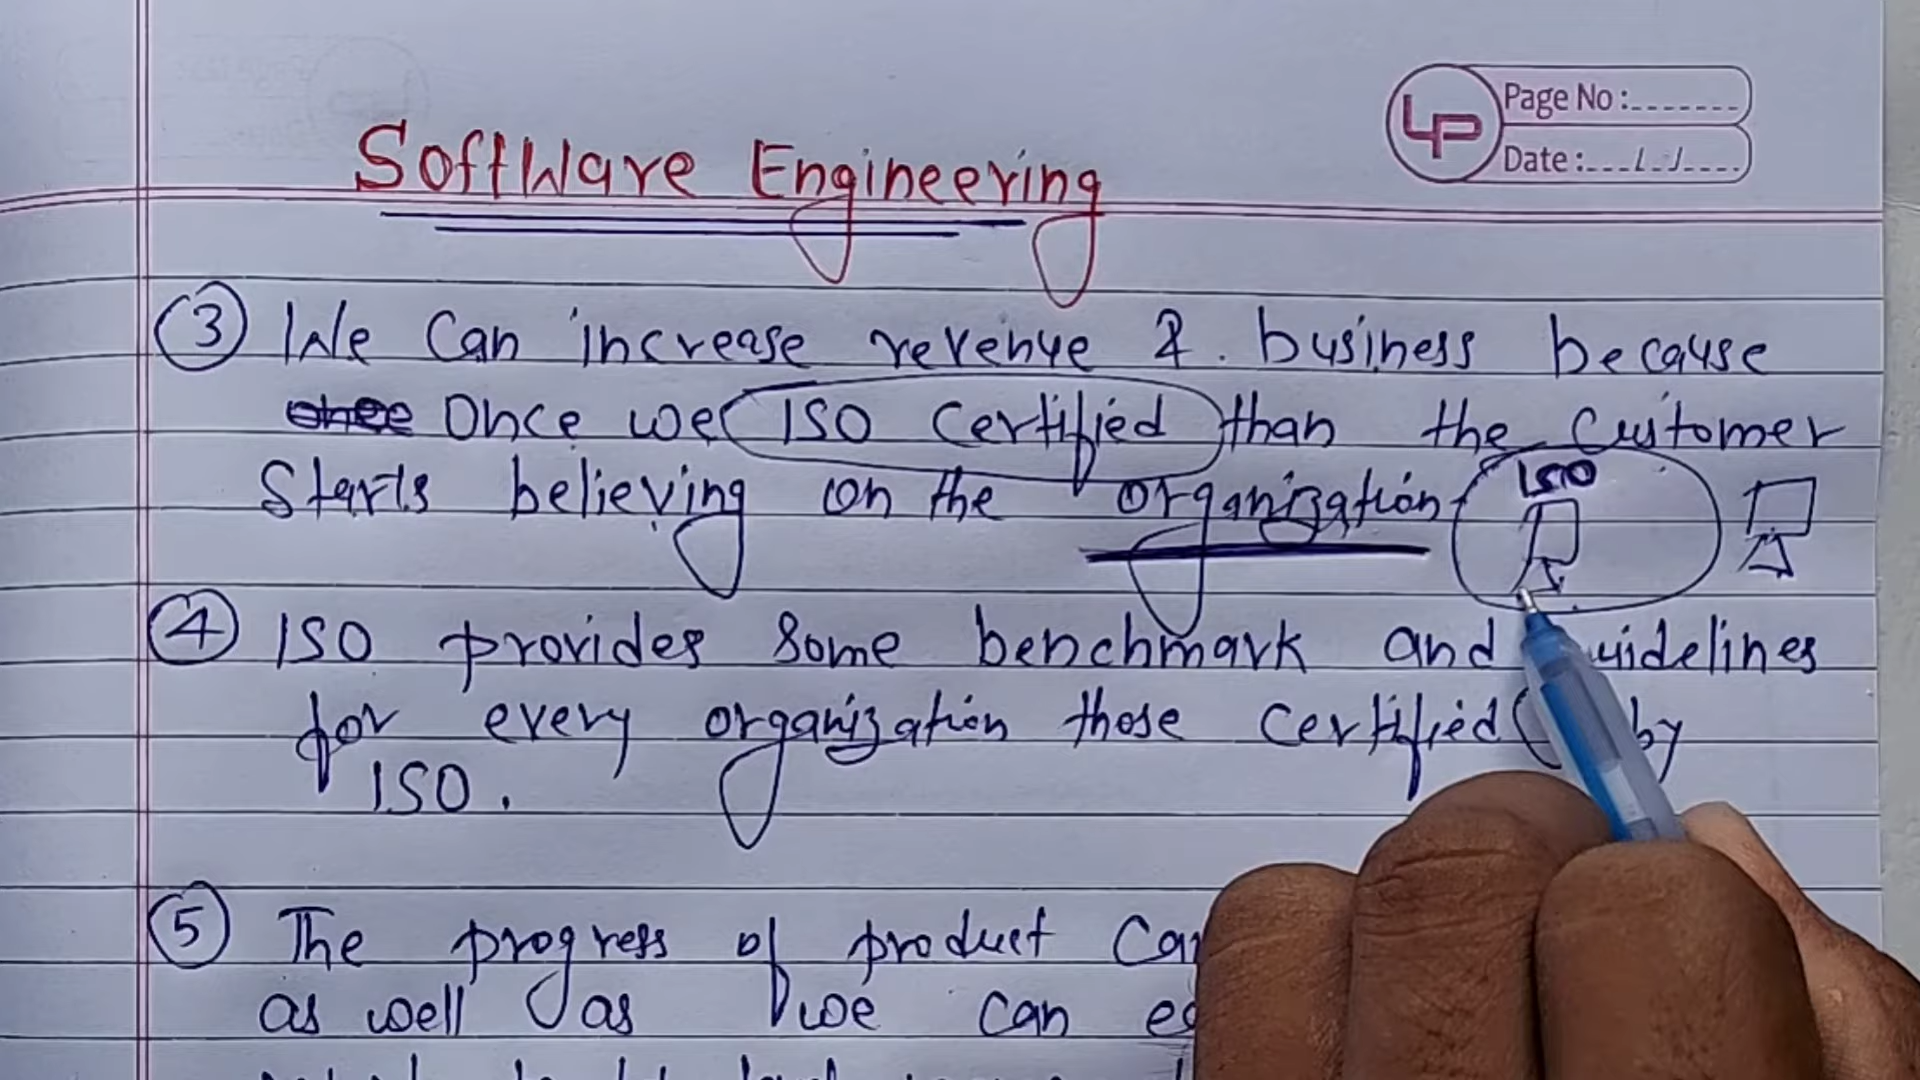 LP
Page No :
Date :
Software Engineering
③ We Can increase revenue & business because
Once we ISO Certified than the Customer
Starts believing on the organization
ISO
④ ISO provides some benchmark and uidelines
for every organization those certified by
ISO.
⑤ The progress of product
as well as we can